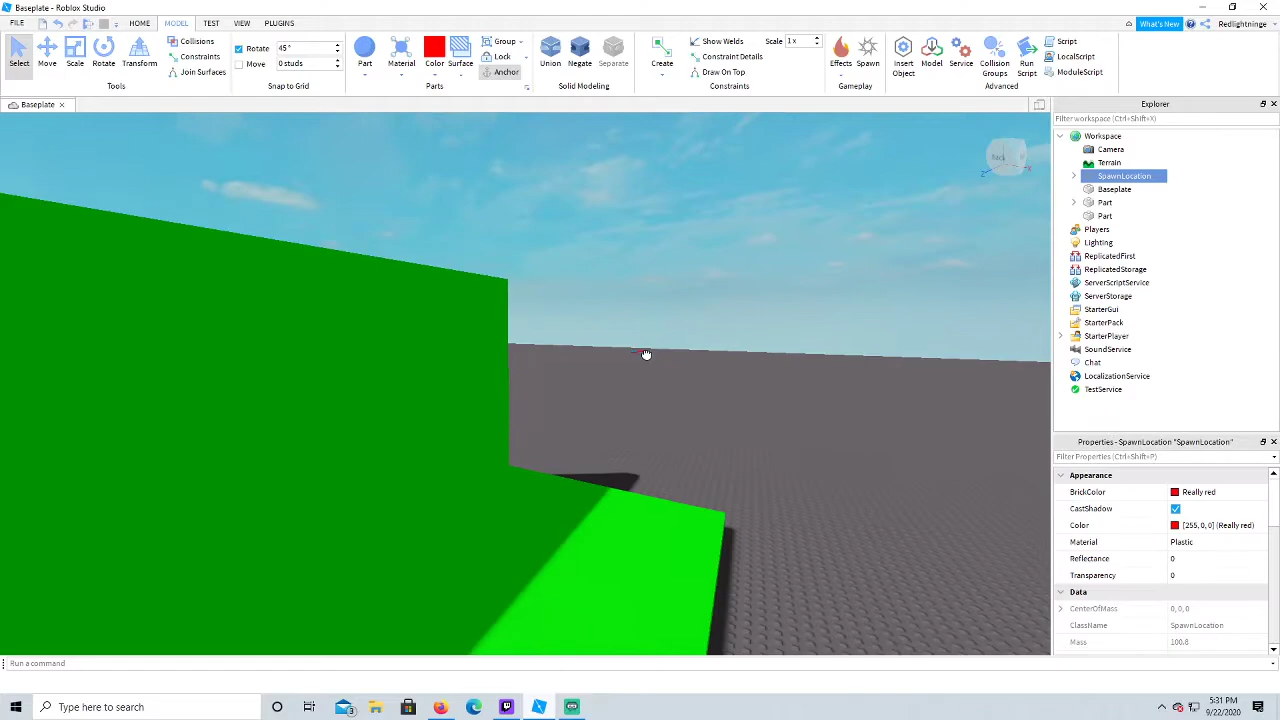 Baseplate - Roblox Studio
FILE HOME MODEL TEST VIEW PLUGINS What's New Redlightninge
Select Move Scale Rotate Transform
Collisions
Constraints
Join Surfaces
Tools
Rotate 45°
Move 0 studs
Snap to Grid
Part Material Color Surface
Group
Lock
Anchor
Parts
Union Negate Separate
Solid Modeling
Create
Show Welds
Constraint Details
Draw On Top
Scale 1x
Constraints
Effects Spawn
Gameplay
Insert Object
Model Service
Collision Groups
Run Script
Script
LocalScript
ModuleScript
Advanced
Baseplate
Back
Z
X
Explorer
Filter workspace (Ctrl+Shift+X)
Workspace
Camera
Terrain
SpawnLocation
Baseplate
Part
Part
Players
Lighting
ReplicatedFirst
ReplicatedStorage
ServerScriptService
ServerStorage
StarterGui
StarterPack
StarterPlayer
SoundService
Chat
LocalizationService
TestService
Properties - SpawnLocation "SpawnLocation"
Filter Properties (Ctrl+Shift+P)
Appearance
BrickColor Really red
CastShadow
Color [255, 0, 0] (Really red)
Material Plastic
Reflectance 0
Transparency 0
Data
CenterOfMass 0, 0, 0
ClassName SpawnLocation
Mass 100.8
Run a command
Type here to search
5:31 PM
9/22/2020